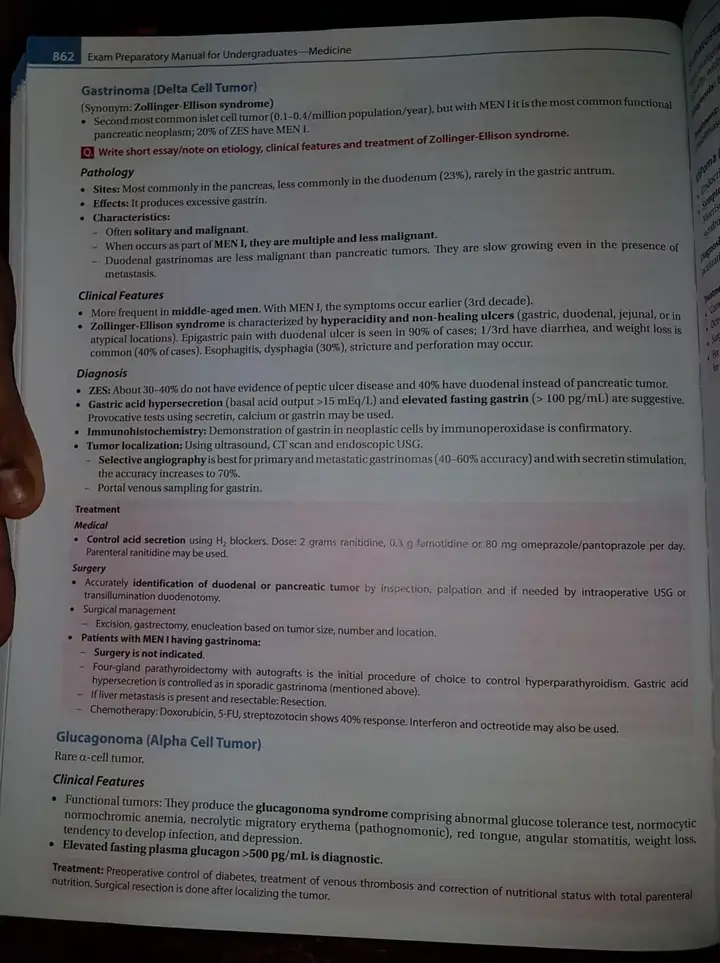 862 Exam Preparatory Manual for Undergraduates—Medicine
Gastrinoma (Delta Cell Tumor)
(Synonym: Zollinger-Ellison syndrome)
• Second most common islet cell tumor (0.1–0.4/million population/year), but with MEN I it is the most common functional
pancreatic neoplasm; 20% of ZES have MEN I.
Q. Write short essay/note on etiology, clinical features and treatment of Zollinger-Ellison syndrome.
Pathology
• Sites: Most commonly in the pancreas, less commonly in the duodenum (23%), rarely in the gastric antrum.
• Effects: It produces excessive gastrin.
• Characteristics:
– Often solitary and malignant.
– When occurs as part of MEN I, they are multiple and less malignant.
– Duodenal gastrinomas are less malignant than pancreatic tumors. They are slow growing even in the presence of
metastasis.
Clinical Features
• More frequent in middle-aged men. With MEN I, the symptoms occur earlier (3rd decade).
• Zollinger-Ellison syndrome is characterized by hyperacidity and non-healing ulcers (gastric, duodenal, jejunal, or in
atypical locations). Epigastric pain with duodenal ulcer is seen in 90% of cases; 1/3rd have diarrhea, and weight loss is
common (40% of cases). Esophagitis, dysphagia (30%), stricture and perforation may occur.
Diagnosis
• ZES: About 30–40% do not have evidence of peptic ulcer disease and 40% have duodenal instead of pancreatic tumor.
• Gastric acid hypersecretion (basal acid output >15 mEq/L) and elevated fasting gastrin (> 100 pg/mL) are suggestive.
Provocative tests using secretin, calcium or gastrin may be used.
• Immunohistochemistry: Demonstration of gastrin in neoplastic cells by immunoperoxidase is confirmatory.
• Tumor localization: Using ultrasound, CT scan and endoscopic USG.
– Selective angiography is best for primary and metastatic gastrinomas (40–60% accuracy) and with secretin stimulation,
the accuracy increases to 70%.
– Portal venous sampling for gastrin.
Treatment
Medical
• Control acid secretion using H₂ blockers. Dose: 2 grams ranitidine, 0.3 g famotidine or 80 mg omeprazole/pantoprazole per day.
Parenteral ranitidine may be used.
Surgery
• Accurately identification of duodenal or pancreatic tumor by inspection, palpation and if needed by intraoperative USG or
transillumination duodenotomy.
• Surgical management
– Excision, gastrectomy, enucleation based on tumor size, number and location.
• Patients with MEN I having gastrinoma:
– Surgery is not indicated.
– Four-gland parathyroidectomy with autografts is the initial procedure of choice to control hyperparathyroidism. Gastric acid
hypersecretion is controlled as in sporadic gastrinoma (mentioned above).
– If liver metastasis is present and resectable: Resection.
– Chemotherapy: Doxorubicin, 5-FU, streptozotocin shows 40% response. Interferon and octreotide may also be used.
Glucagonoma (Alpha Cell Tumor)
Rare α-cell tumor.
Clinical Features
• Functional tumors: They produce the glucagonoma syndrome comprising abnormal glucose tolerance test, normocytic
normochromic anemia, necrolytic migratory erythema (pathognomonic), red tongue, angular stomatitis, weight loss,
tendency to develop infection, and depression.
• Elevated fasting plasma glucagon >500 pg/mL is diagnostic.
Treatment: Preoperative control of diabetes, treatment of venous thrombosis and correction of nutritional status with total parenteral
nutrition. Surgical resection is done after localizing the tumor.